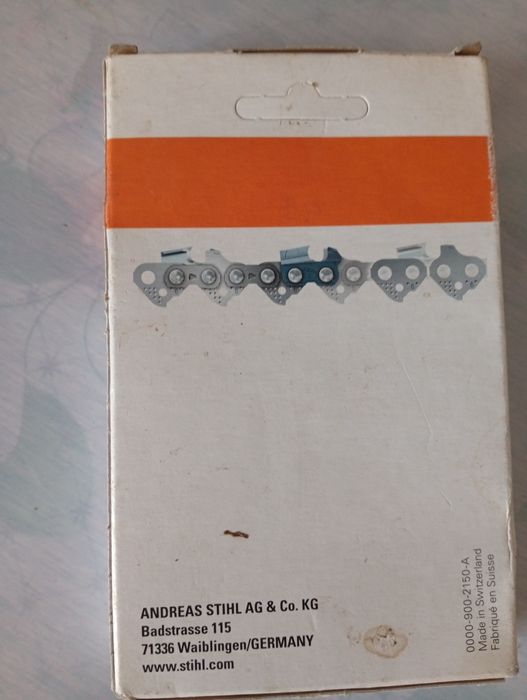 ANDREAS STIHL AG & Co. KG
Badstrasse 115
71336 Waiblingen/GERMANY
www.stihl.com
0000-900-2150-A
Made in Switzerland
Fabriqué en Suisse